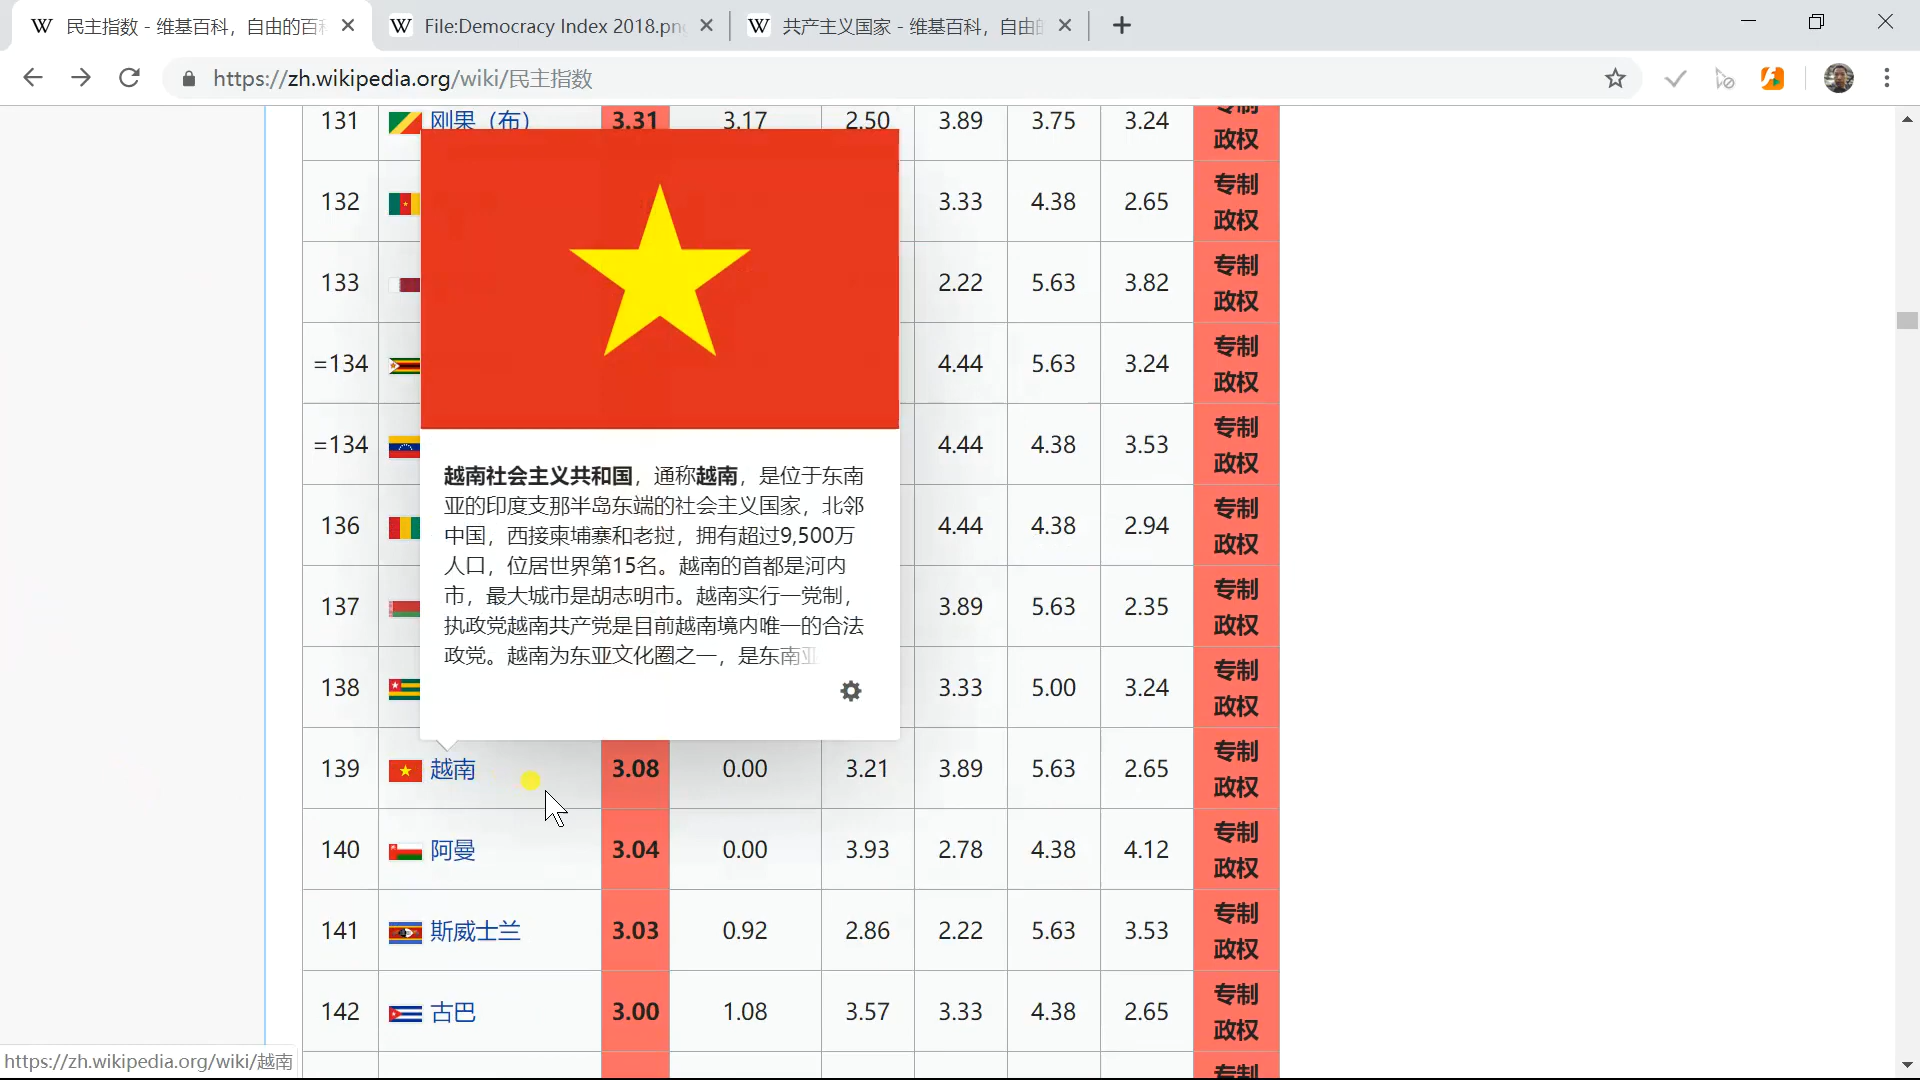 民主指数 - 维基百科，自由的百科
File:Democracy Index 2018.png
共产主义国家 - 维基百科，自由
https://zh.wikipedia.org/wiki/民主指数
131 刚果（布） 3.31 3.17 2.50 3.89 3.75 3.24 专制政权
132 3.33 4.38 2.65 专制政权
133 2.22 5.63 3.82 专制政权
=134 4.44 5.63 3.24 专制政权
=134 4.44 4.38 3.53 专制政权
136 4.44 4.38 2.94 专制政权
137 3.89 5.63 2.35 专制政权
138 3.33 5.00 3.24 专制政权
越南社会主义共和国，通称越南，是位于东南
亚的印度支那半岛东端的社会主义国家，北邻
中国，西接柬埔寨和老挝，拥有超过9,500万
人口，位居世界第15名。越南的首都是河内
市，最大城市是胡志明市。越南实行一党制，
执政党越南共产党是目前越南境内唯一的合法
政党。越南为东亚文化圈之一，是东南亚
139 越南 3.08 0.00 3.21 3.89 5.63 2.65 专制政权
140 阿曼 3.04 0.00 3.93 2.78 4.38 4.12 专制政权
141 斯威士兰 3.03 0.92 2.86 2.22 5.63 3.53 专制政权
142 古巴 3.00 1.08 3.57 3.33 4.38 2.65 专制政权
专制
https://zh.wikipedia.org/wiki/越南